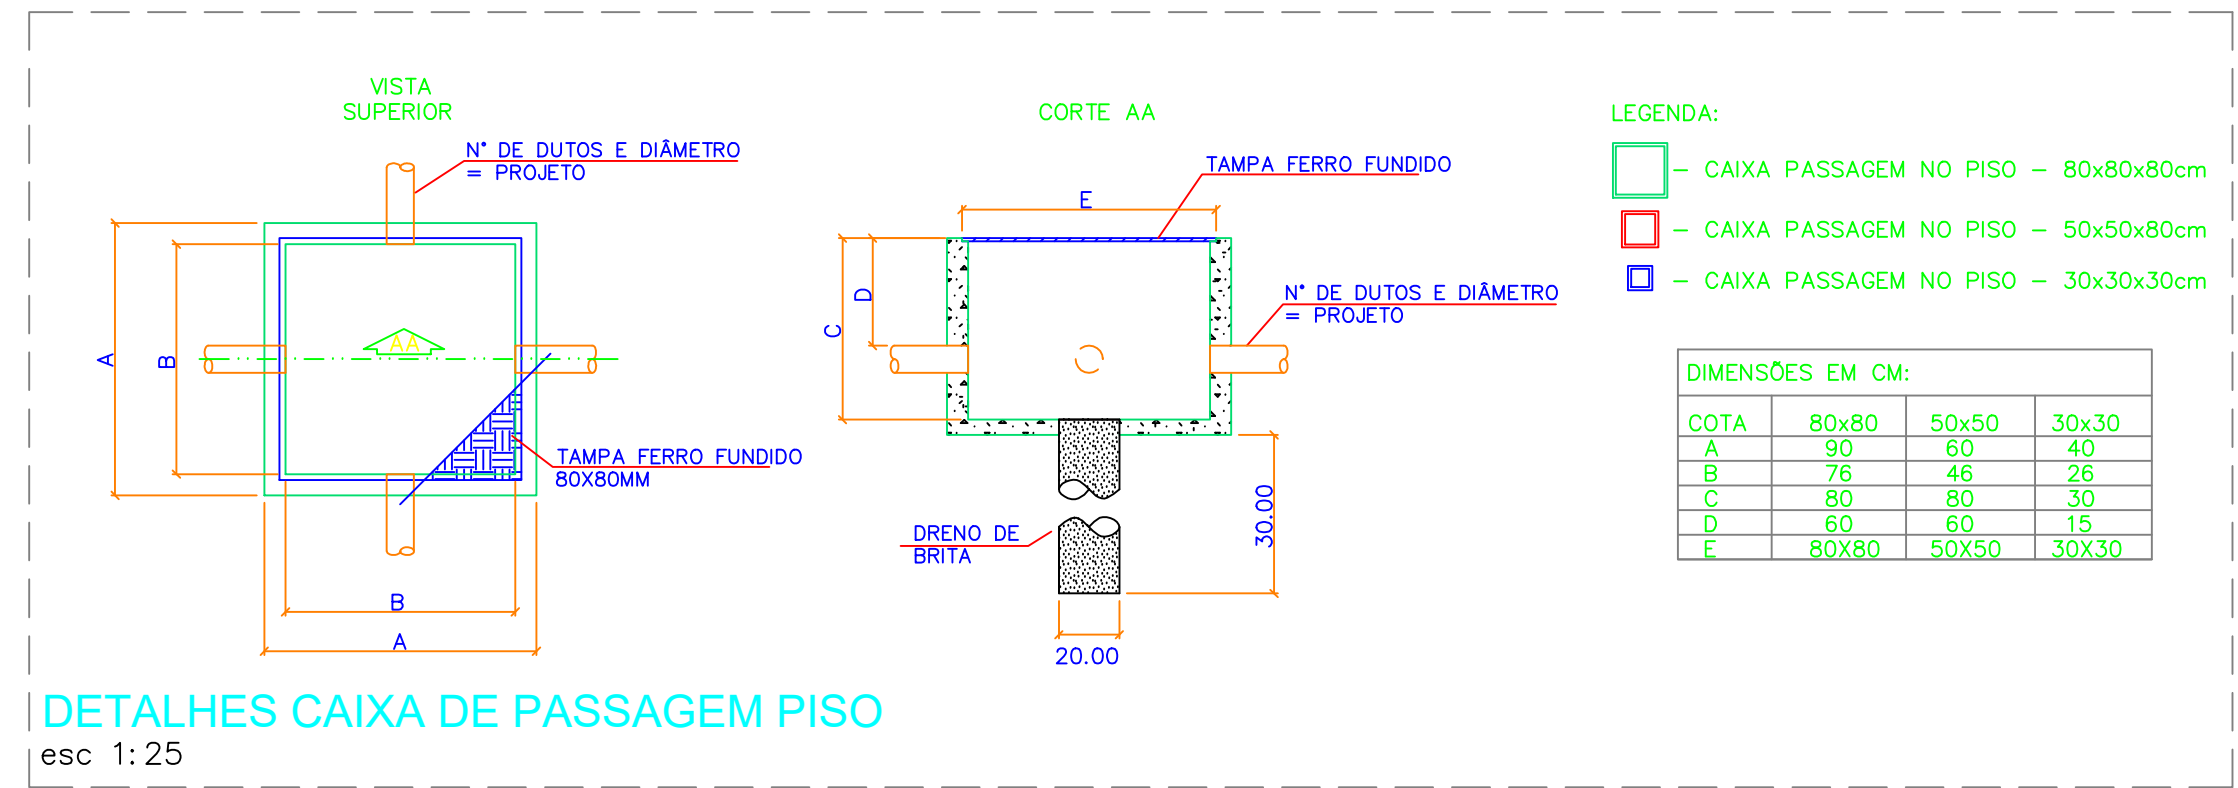 VISTA
SUPERIOR
N° DE DUTOS E DIÂMETRO
= PROJETO
A
B
AA
TAMPA FERRO FUNDIDO
80X80MM
B
A
CORTE AA
TAMPA FERRO FUNDIDO
E
D
C
N° DE DUTOS E DIÂMETRO
= PROJETO
DRENO DE
BRITA
30.00
20.00
LEGENDA:
– CAIXA PASSAGEM NO PISO – 80x80x80cm
– CAIXA PASSAGEM NO PISO – 50x50x80cm
– CAIXA PASSAGEM NO PISO – 30x30x30cm
DIMENSÕES EM CM:
COTA 80x80 50x50 30x30
A 90 60 40
B 76 46 26
C 80 80 30
D 60 60 15
E 80X80 50X50 30X30
DETALHES CAIXA DE PASSAGEM PISO
esc 1:25